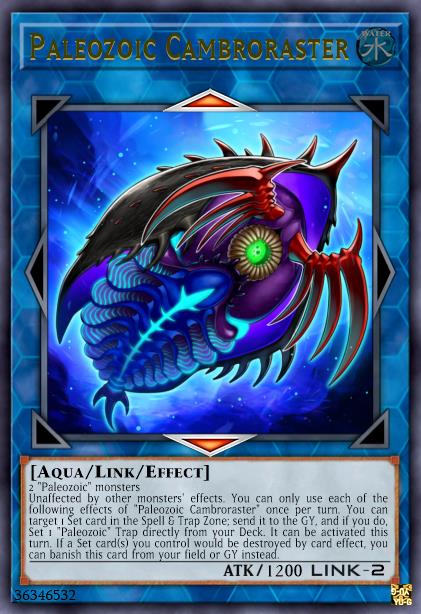 PALEOZOIC CAMBRORASTER
WATER
水
[AQUA/LINK/EFFECT]
2 "Paleozoic" monsters
Unaffected by other monsters' effects. You can only use each of the
following effects of "Paleozoic Cambroraster" once per turn. You can
target 1 Set card in the Spell & Trap Zone; send it to the GY, and if you do,
Set 1 "Paleozoic" Trap directly from your Deck. It can be activated this
turn. If a Set card(s) you control would be destroyed by card effect, you
can banish this card from your field or GY instead.
ATK/1200 LINK-2
36346532